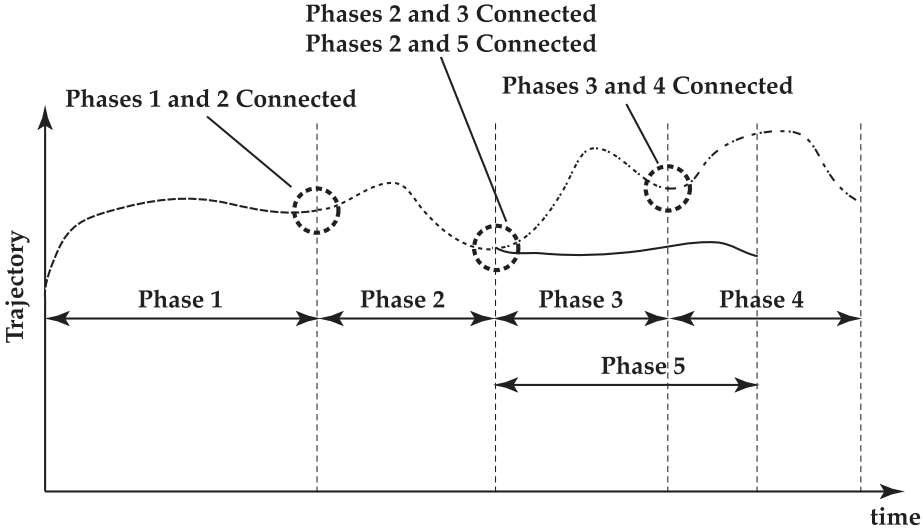 Phases 2 and 3 Connected
Phases 2 and 5 Connected
Phases 3 and 4 Connected
Phases 1 and 2 Connected
Trajectory
Phase 1
Phase 2
Phase 3
Phase 4
Phase 5
time